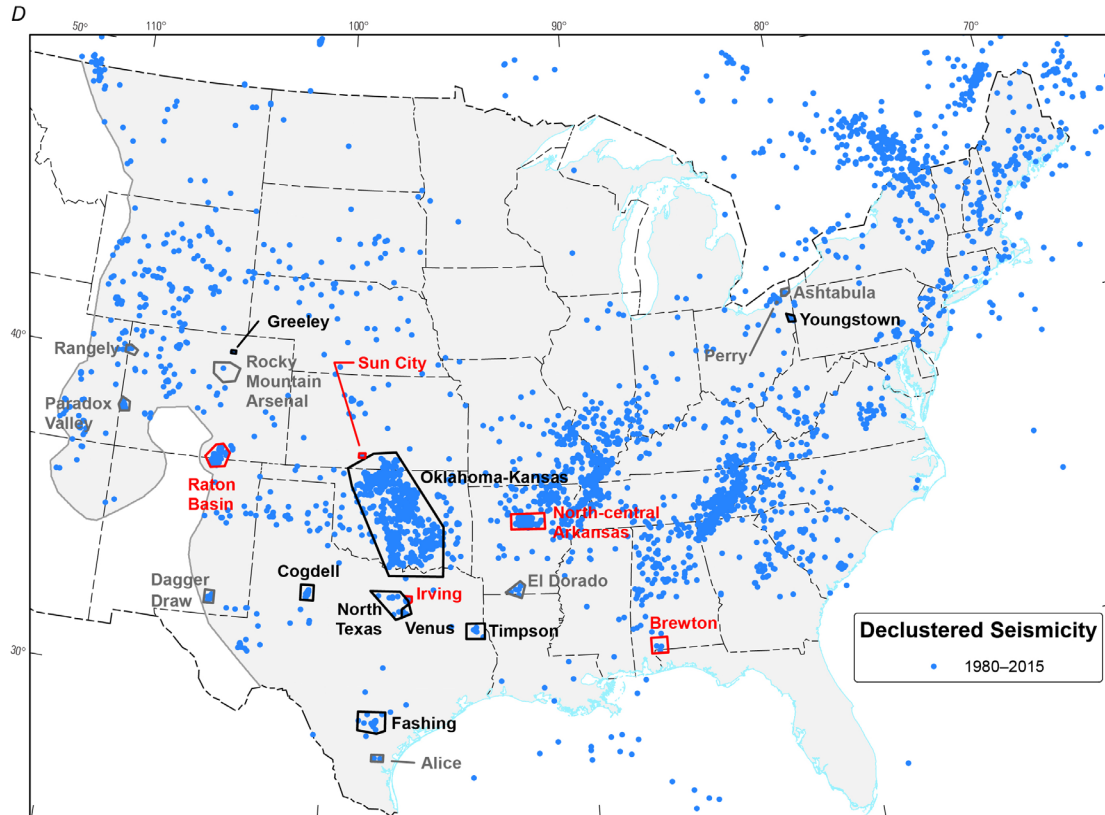 D
50° 110° 100° 90° 80° 70°
Ashtabula
Greeley
Youngstown
40°
Rangely
Rocky
Mountain
Arsenal
Sun City
Perry
Paradox
Valley
Oklahoma-Kansas
Raton
Basin
North-central
Arkansas
Cogdell
El Dorado
Dagger
Draw
Irving
North
Texas
Venus
Timpson
Brewton
Declustered Seismicity
1980–2015
30°
Fashing
Alice